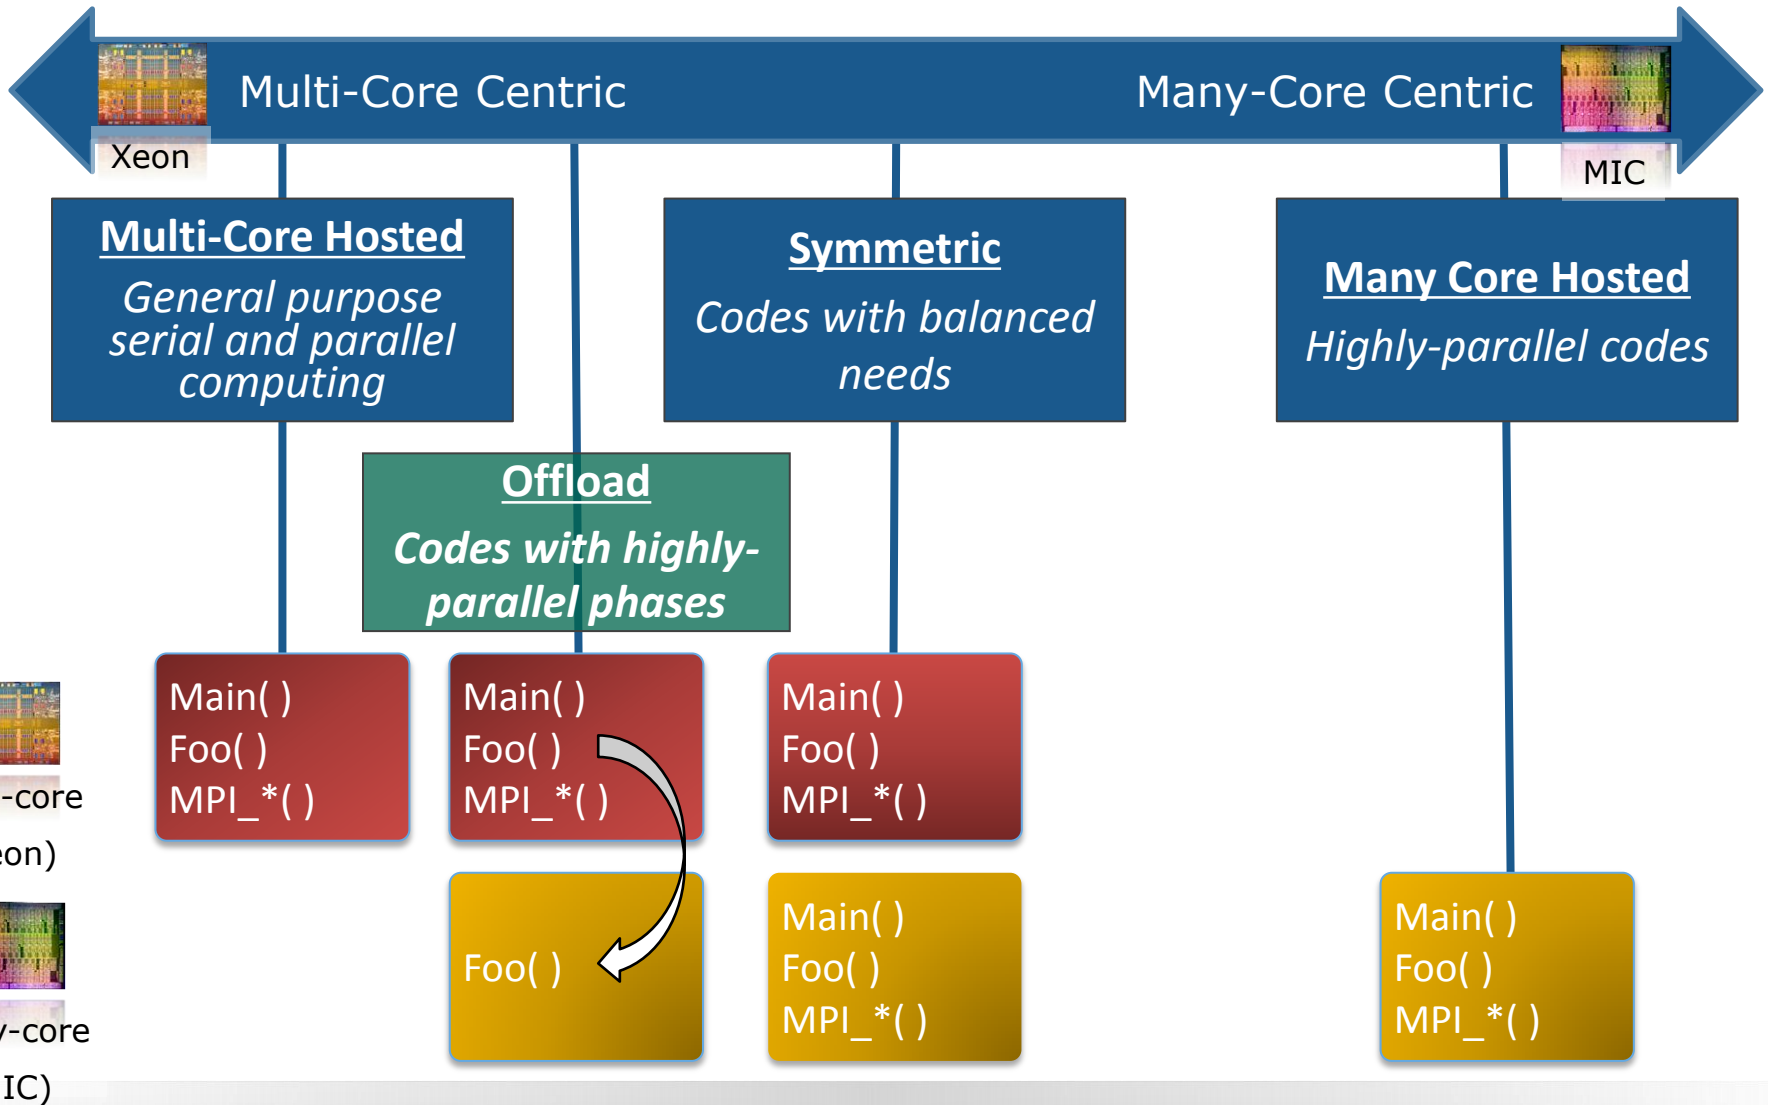 Multi-Core Centric
Many-Core Centric
Xeon
MIC
Multi-Core Hosted
General purpose
serial and parallel
computing
Symmetric
Codes with balanced
needs
Many Core Hosted
Highly-parallel codes
Offload
Codes with highly-
parallel phases
Main( )
Foo( )
MPI_*( )
Main( )
Foo( )
MPI_*( )
Main( )
Foo( )
MPI_*( )
-core
eon)
Foo( )
Main( )
Foo( )
MPI_*( )
Main( )
Foo( )
MPI_*( )
y-core
IC)